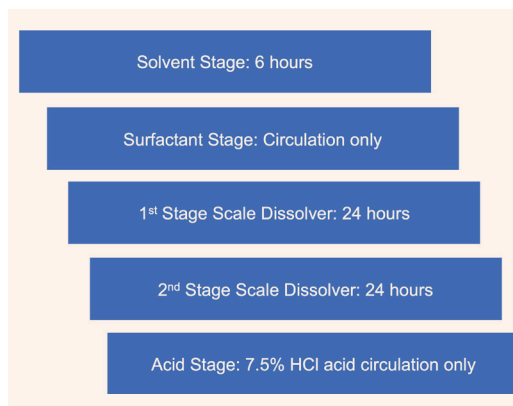 Solvent Stage: 6 hours
Surfactant Stage: Circulation only
1st Stage Scale Dissolver: 24 hours
2nd Stage Scale Dissolver: 24 hours
Acid Stage: 7.5% HCl acid circulation only